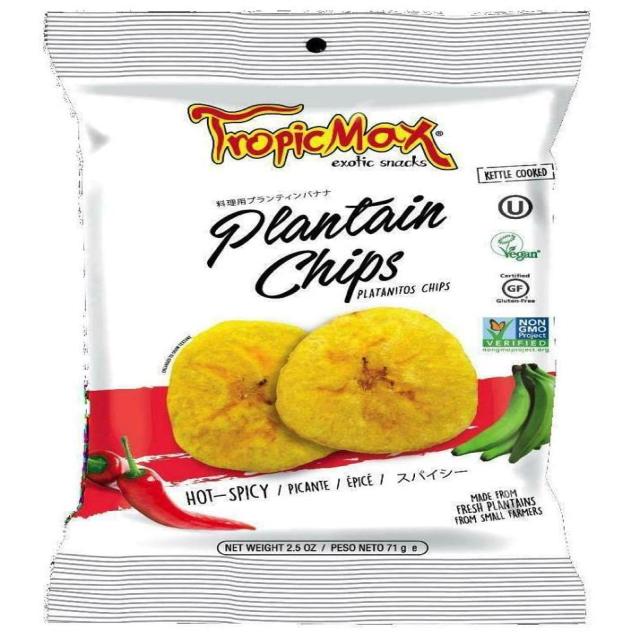 TropicMax®
exotic snacks
KETTLE COOKED
料理用プランティンバナナ
Plantain
Chips
PLATANITOS CHIPS
U
Vegan
Certified
GF
Gluten-Free
NON
GMO
Project
VERIFIED
nongmoproject.org
HOT-SPICY / PICANTE / ÉPICÉ / スパイシー
MADE FROM
FRESH PLANTAINS
FROM SMALL FARMERS
NET WEIGHT 2.5 OZ / PESO NETO 71 g e